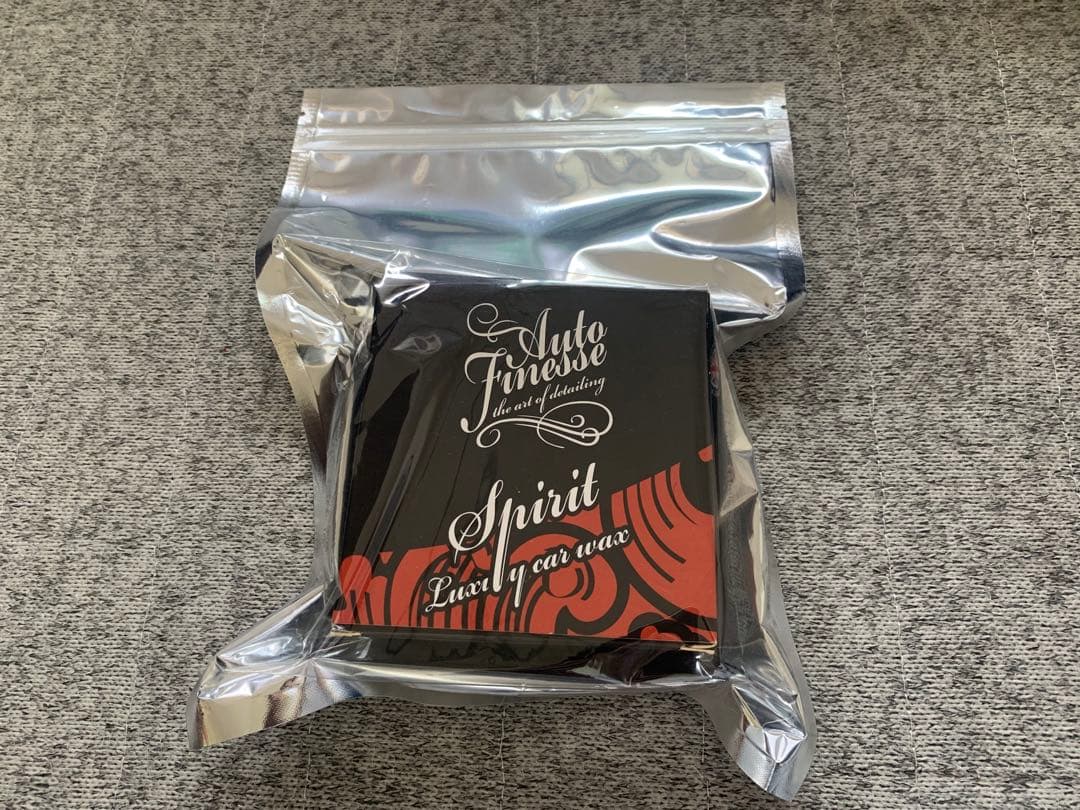 Auto
Finesse
the art of detailing
Spirit
Luxury car wax